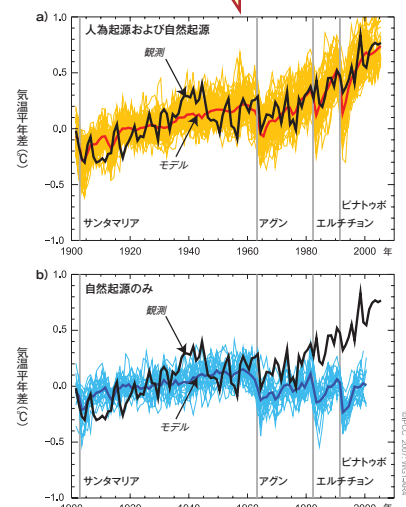 a) 人為起源および自然起源
1.0
観測
0.5
気温平年差(℃)
0.0
モデル
−0.5
サンタマリア
アグン
エルチチョン
ピナトゥボ
−1.0
1900 1920 1940 1960 1980 2000 年
b) 自然起源のみ
1.0
観測
0.5
気温平年差(℃)
0.0
モデル
−0.5
ピナトゥボ
サンタマリア
アグン
エルチチョン
−1.0